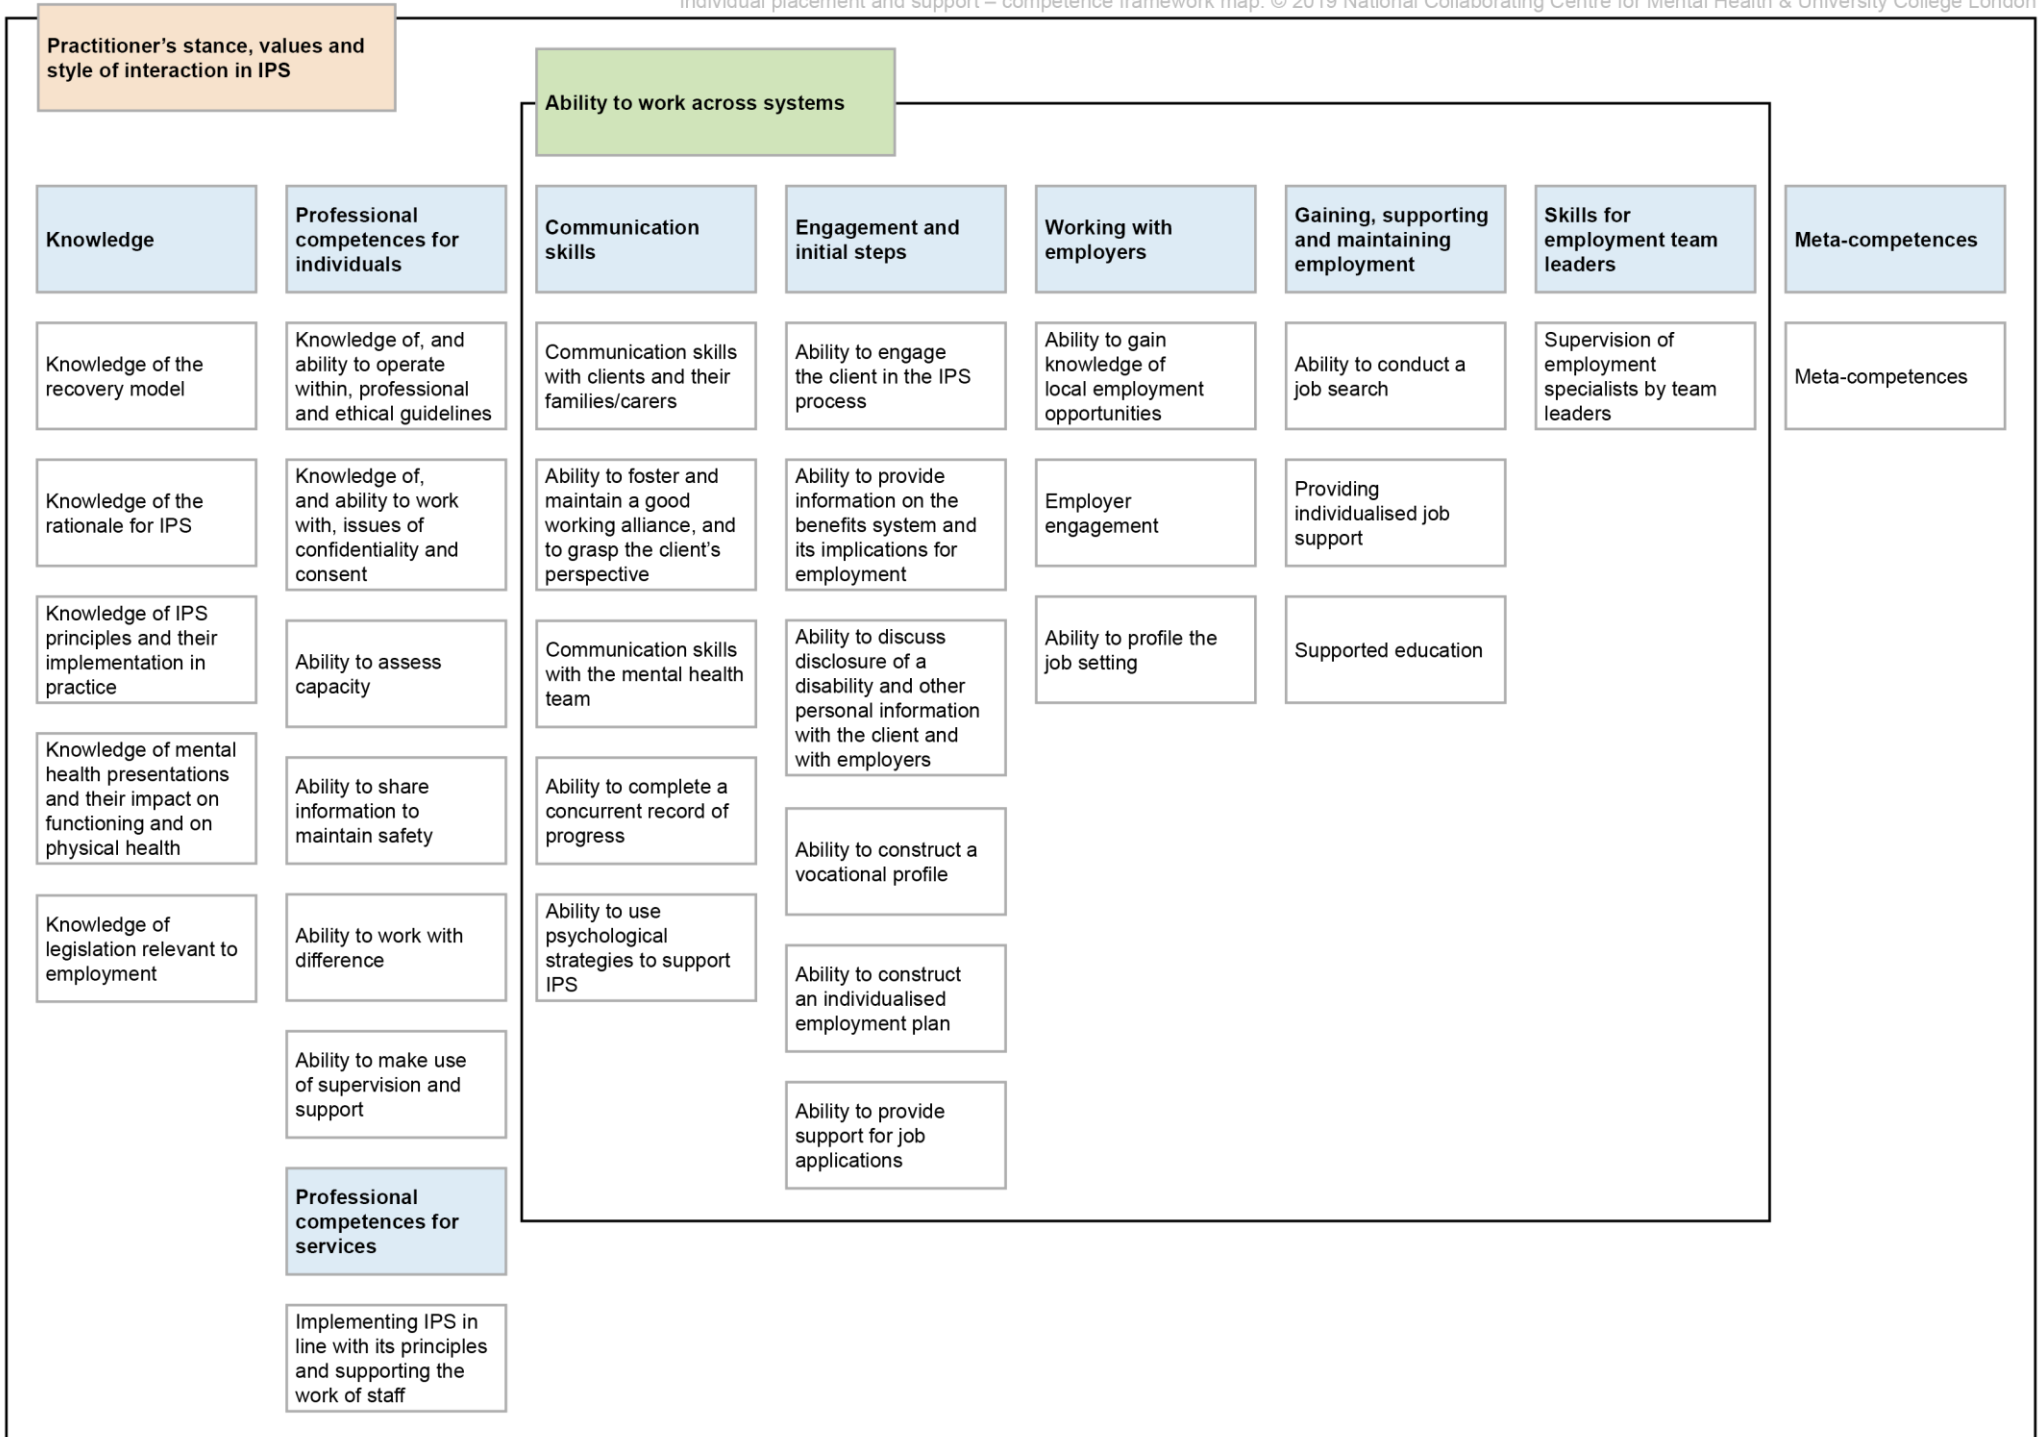 Individual placement and support – competence framework map. © 2019 National Collaborating Centre for Mental Health & University College London
Practitioner’s stance, values and
style of interaction in IPS
Ability to work across systems
Knowledge
Knowledge of the
recovery model
Knowledge of the
rationale for IPS
Knowledge of IPS
principles and their
implementation in
practice
Knowledge of mental
health presentations
and their impact on
functioning and on
physical health
Knowledge of
legislation relevant to
employment
Professional
competences for
individuals
Knowledge of, and
ability to operate
within, professional
and ethical guidelines
Knowledge of,
and ability to work
with, issues of
confidentiality and
consent
Ability to assess
capacity
Ability to share
information to
maintain safety
Ability to work with
difference
Ability to make use
of supervision and
support
Professional
competences for
services
Implementing IPS in
line with its principles
and supporting the
work of staff
Communication
skills
Communication skills
with clients and their
families/carers
Ability to foster and
maintain a good
working alliance, and
to grasp the client’s
perspective
Communication skills
with the mental health
team
Ability to complete a
concurrent record of
progress
Ability to use
psychological
strategies to support
IPS
Engagement and
initial steps
Ability to engage
the client in the IPS
process
Ability to provide
information on the
benefits system and
its implications for
employment
Ability to discuss
disclosure of a
disability and other
personal information
with the client and
with employers
Ability to construct a
vocational profile
Ability to construct
an individualised
employment plan
Ability to provide
support for job
applications
Working with
employers
Ability to gain
knowledge of
local employment
opportunities
Employer
engagement
Ability to profile the
job setting
Gaining, supporting
and maintaining
employment
Ability to conduct a
job search
Providing
individualised job
support
Supported education
Skills for
employment team
leaders
Supervision of
employment
specialists by team
leaders
Meta-competences
Meta-competences